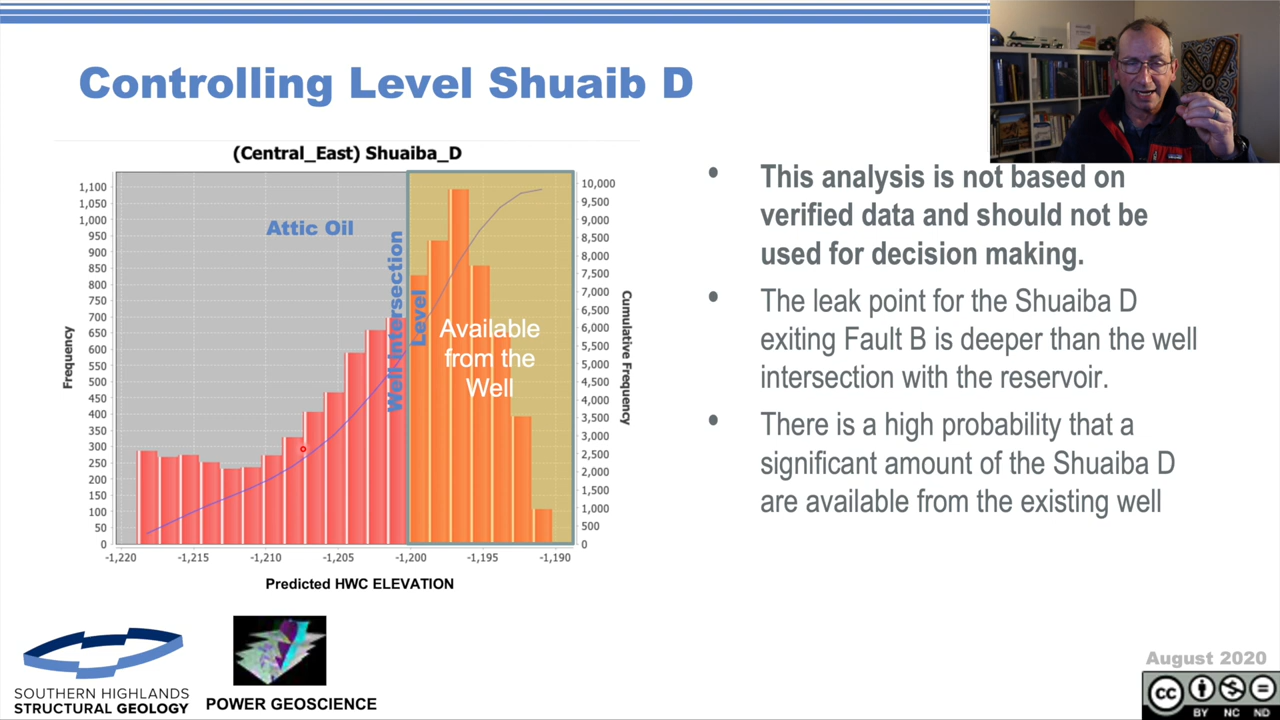 Controlling Level Shuaib D
(Central_East) Shuaiba_D
1,100
1,050
1,000
950
900
850
800
750
700
650
600
550
500
450
400
350
300
250
200
150
100
50
0
Frequency
Attic Oil
Well Intersection
Level
Available
from the
Well
10,000
9,500
9,000
8,500
8,000
7,500
7,000
6,500
6,000
5,500
5,000
4,500
4,000
3,500
3,000
2,500
2,000
1,500
1,000
500
0
Cumulative Frequency
-1,220 -1,215 -1,210 -1,205 -1,200 -1,195 -1,190
Predicted HWC ELEVATION
• This analysis is not based on
verified data and should not be
used for decision making.
• The leak point for the Shuaiba D
exiting Fault B is deeper than the well
intersection with the reservoir.
• There is a high probability that a
significant amount of the Shuaiba D
are available from the existing well
SOUTHERN HIGHLANDS
STRUCTURAL GEOLOGY
POWER GEOSCIENCE
August 2020
cc
BY NC ND